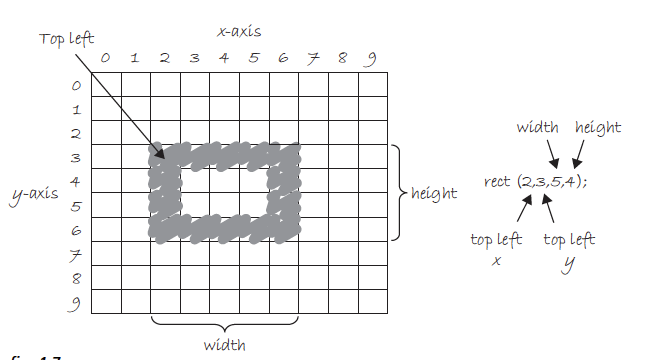 x-axis
Top left
0 1 2 3 4 5 6 7 8 9
0
1
2
3
4
5
6
7
8
9
y-axis
height
width
width height
rect (2,3,5,4);
top left
x
top left
y